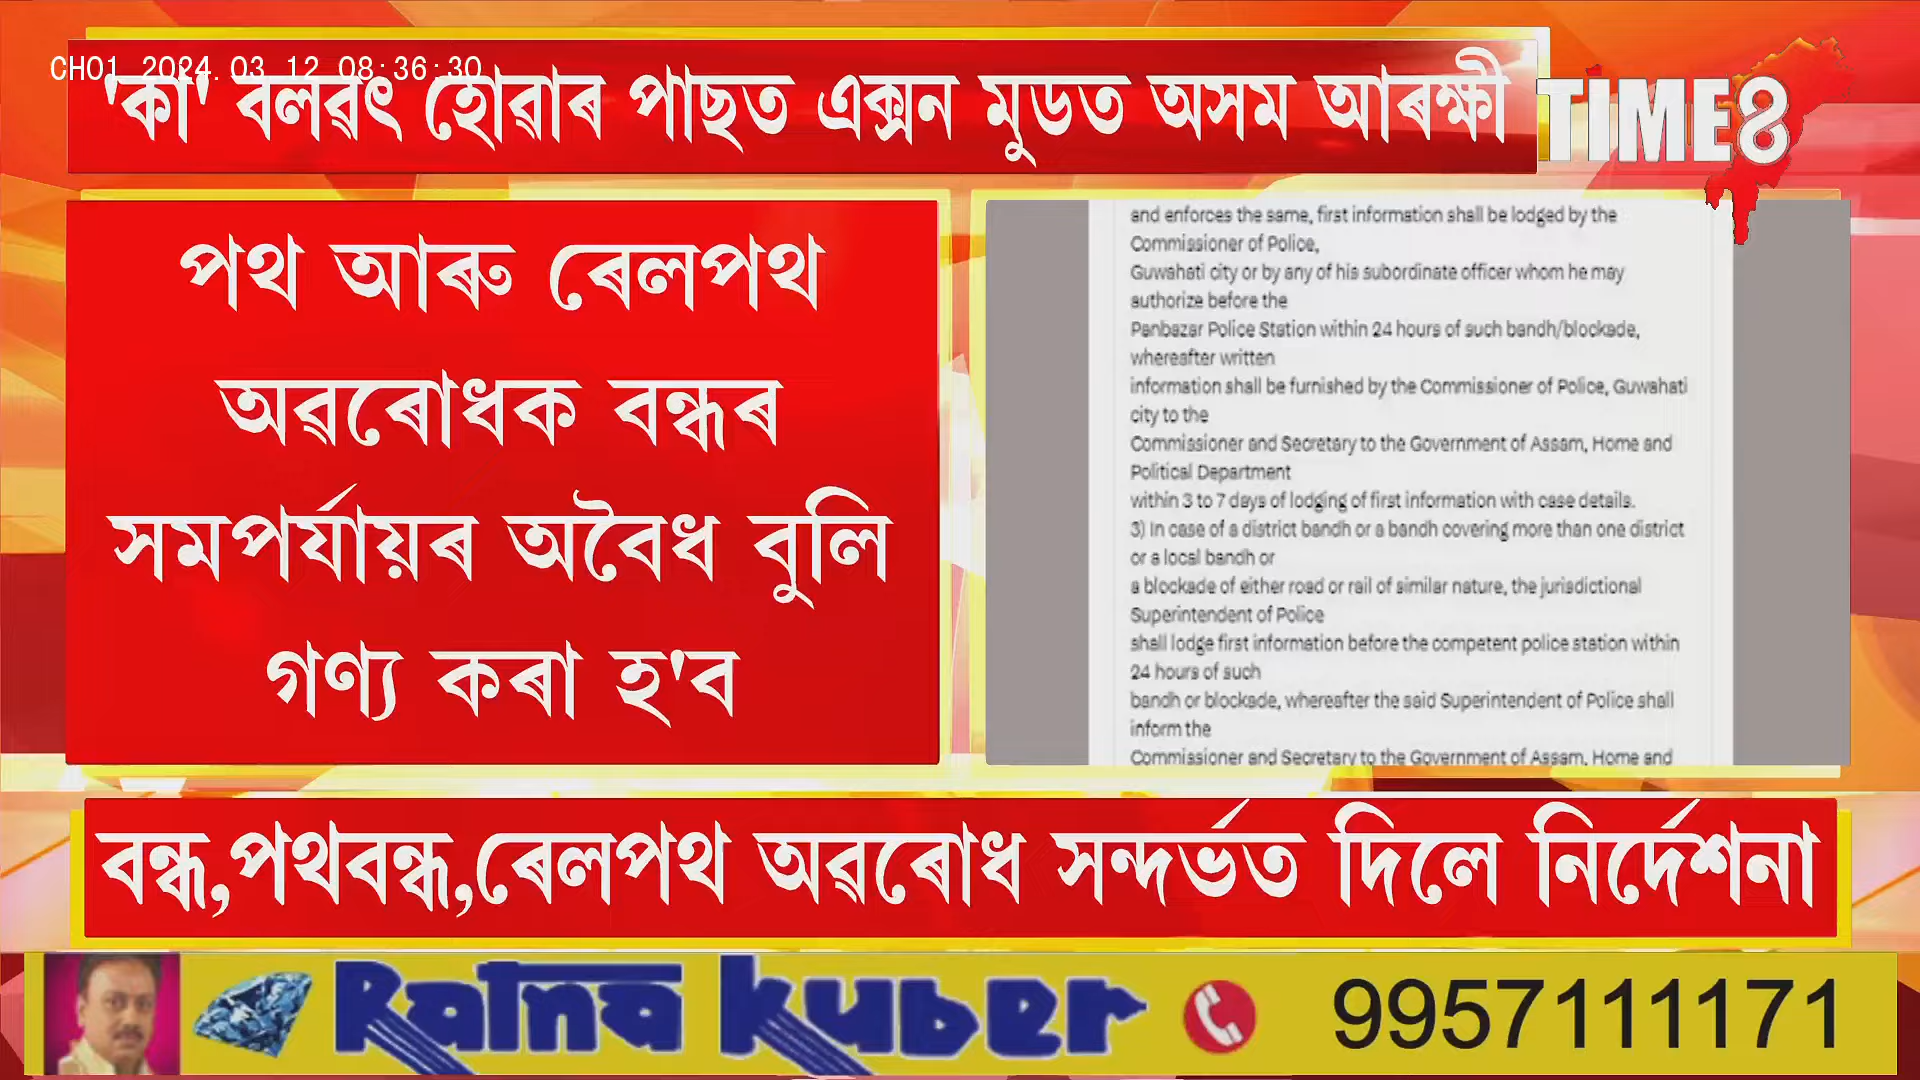 CH01 2024.03.12 08:36:30
'কা' বলৱৎ হোৱাৰ পাছত এক্সন মুডত অসম আৰক্ষী
TIME8
পথ আৰু ৰেলপথ
অৱৰোধক বন্ধৰ
সমপৰ্যায়ৰ অবৈধ বুলি
গণ্য কৰা হ'ব
and enforces the same, first information shall be lodged by the
Commissioner of Police,
Guwahati city or by any of his subordinate officer whom he may
authorize before the
Panbazar Police Station within 24 hours of such bandh/blockade,
whereafter written
information shall be furnished by the Commissioner of Police, Guwahati
city to the
Commissioner and Secretary to the Government of Assam, Home and
Political Department
within 3 to 7 days of lodging of first information with case details.
3) In case of a district bandh or a bandh covering more than one district
or a local bandh or
a blockade of either road or rail of similar nature, the jurisdictional
Superintendent of Police
shall lodge first information before the competent police station within
24 hours of such
bandh or blockade, whereafter the said Superintendent of Police shall
inform the
Commissioner and Secretary to the Government of Assam, Home and
বন্ধ,পথবন্ধ,ৰেলপথ অৱৰোধ সন্দৰ্ভত দিলে নিৰ্দেশনা
Ratna Kuber
9957111171